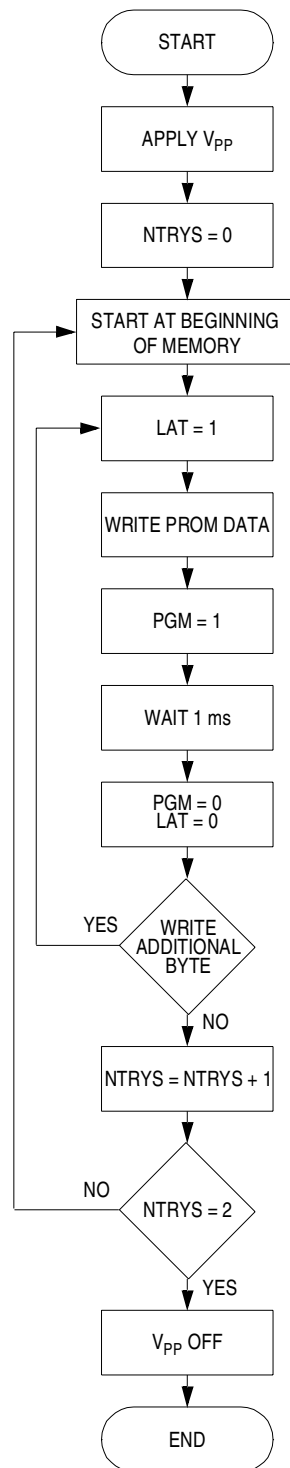 START
APPLY VPP
NTRYS = 0
START AT BEGINNING
OF MEMORY
LAT = 1
WRITE PROM DATA
PGM = 1
WAIT 1 ms
PGM = 0
LAT = 0
YES
WRITE
ADDITIONAL
BYTE
NO
NTRYS = NTRYS + 1
NO
NTRYS = 2
YES
VPP OFF
END